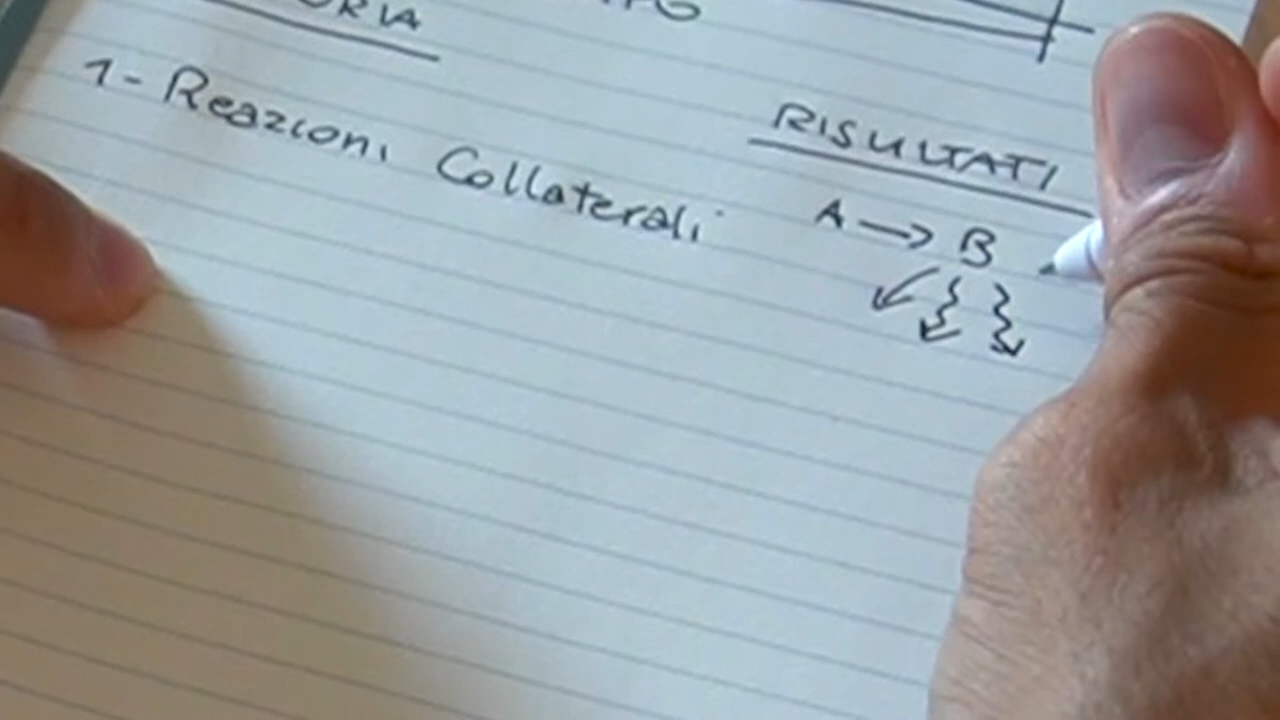 1- Reazioni Collaterali
RISULTATI
A → B